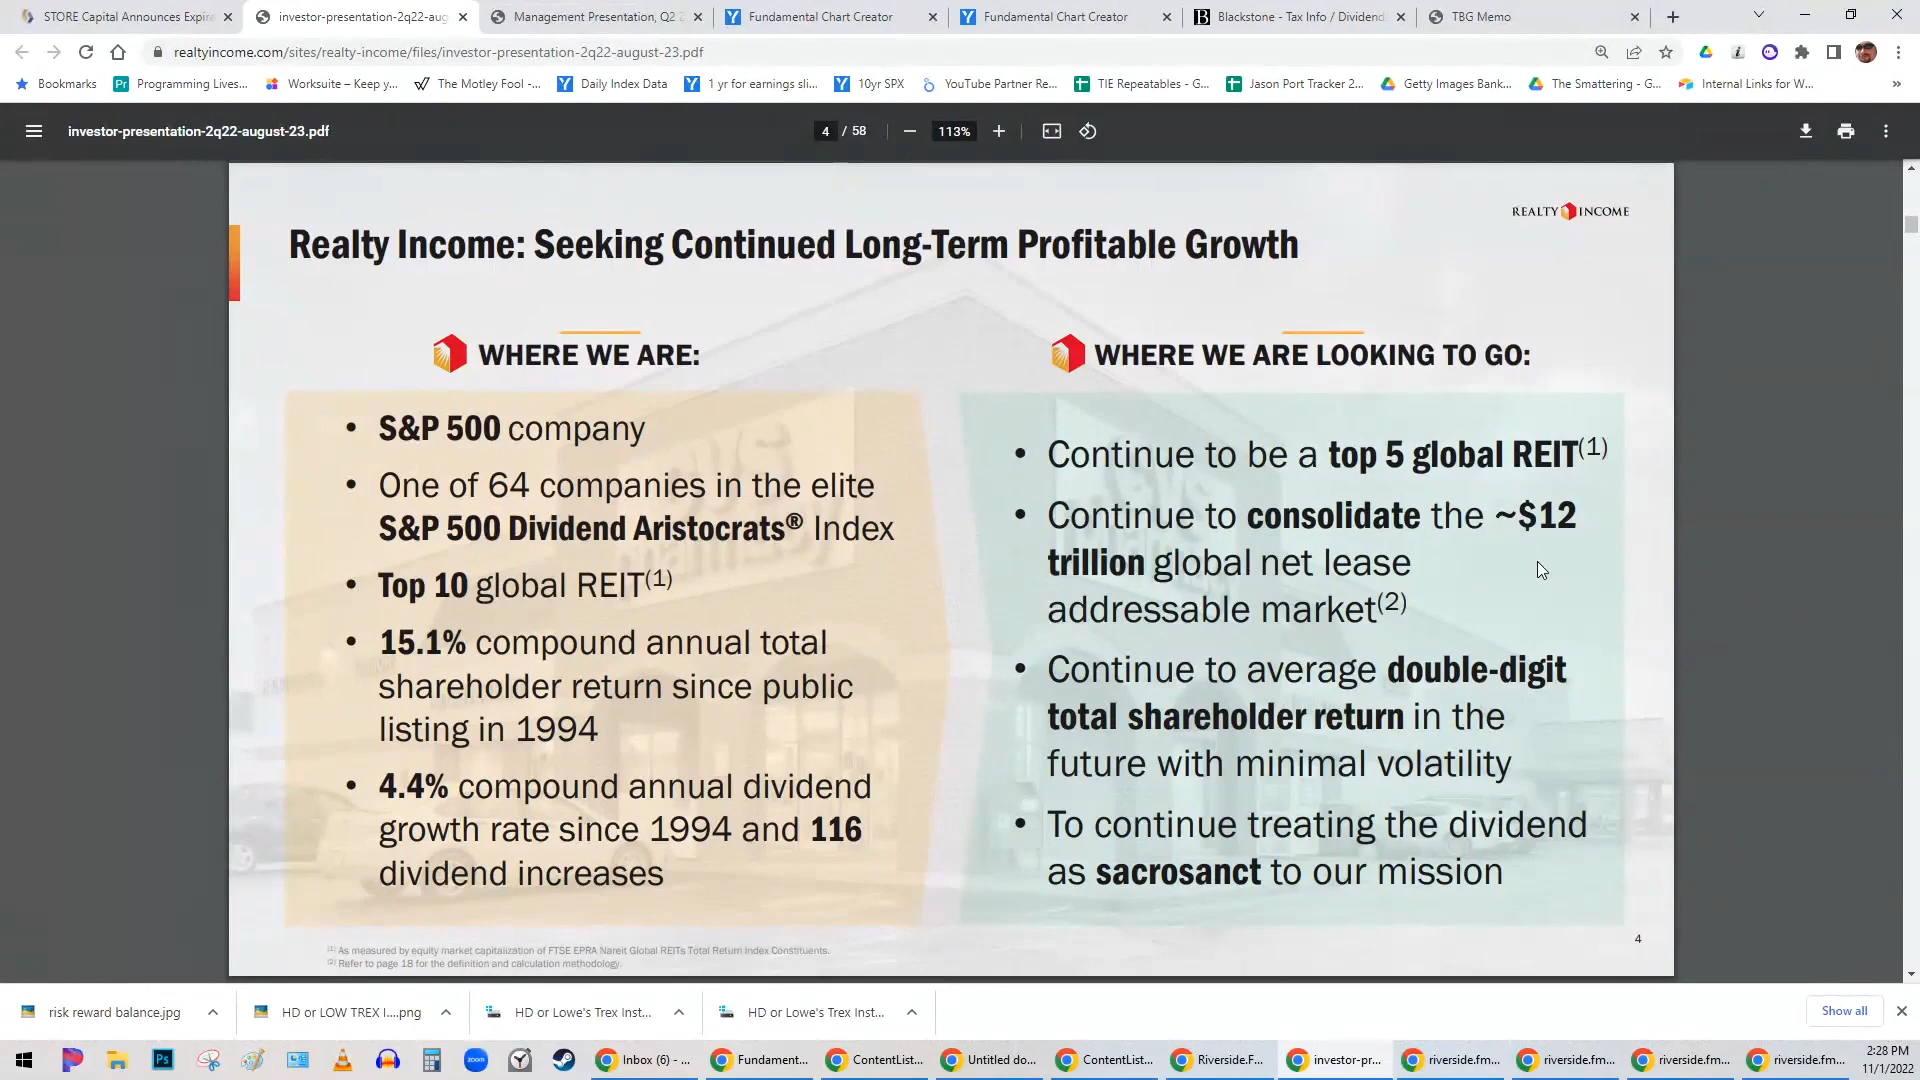 STORE Capital Announces Expire
investor-presentation-2q22-aug
Management Presentation, Q2 2
Fundamental Chart Creator
Fundamental Chart Creator
Blackstone - Tax Info / Dividend
TBG Memo
realtyincome.com/sites/realty-income/files/investor-presentation-2q22-august-23.pdf
Bookmarks
Programming Lives...
Worksuite – Keep y...
The Motley Fool -...
Daily Index Data
1 yr for earnings sli...
10yr SPX
YouTube Partner Re...
TIE Repeatables - G...
Jason Port Tracker 2...
Getty Images Bank...
The Smattering - G...
Internal Links for W...
investor-presentation-2q22-august-23.pdf
4 / 58
113%
REALTY INCOME
Realty Income: Seeking Continued Long-Term Profitable Growth
WHERE WE ARE:
• S&P 500 company
• One of 64 companies in the elite
S&P 500 Dividend Aristocrats® Index
• Top 10 global REIT(1)
• 15.1% compound annual total
shareholder return since public
listing in 1994
• 4.4% compound annual dividend
growth rate since 1994 and 116
dividend increases
WHERE WE ARE LOOKING TO GO:
• Continue to be a top 5 global REIT(1)
• Continue to consolidate the ~$12
trillion global net lease
addressable market(2)
• Continue to average double-digit
total shareholder return in the
future with minimal volatility
• To continue treating the dividend
as sacrosanct to our mission
(1) As measured by equity market capitalization of FTSE EPRA Nareit Global REITs Total Return Index Constituents.
(2) Refer to page 18 for the definition and calculation methodology.
4
risk reward balance.jpg
HD or LOW TREX I....png
HD or Lowe's Trex Inst...
HD or Lowe's Trex Inst...
Show all
Inbox (6) - ...
Fundament...
ContentList...
Untitled do...
ContentList...
Riverside.F...
investor-pr...
riverside.fm...
riverside.fm...
riverside.fm...
riverside.fm...
2:28 PM
11/1/2022